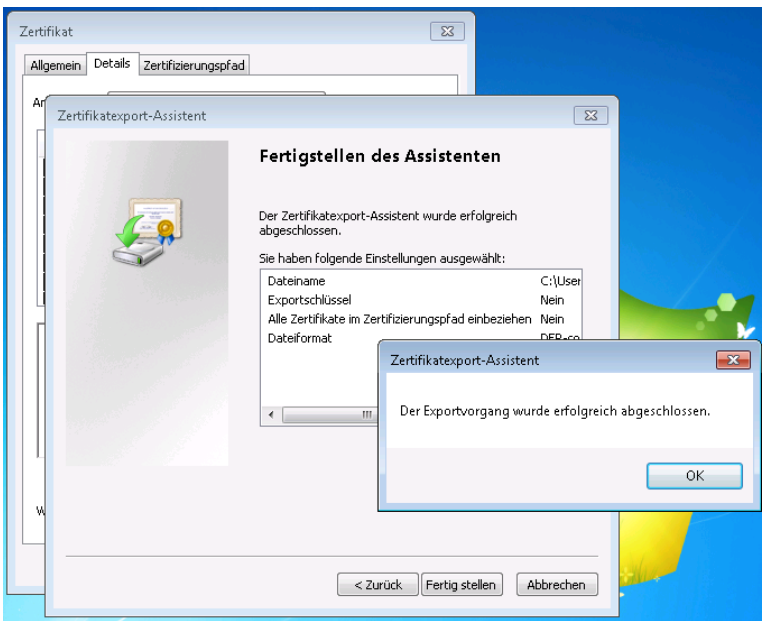 Zertifikat
Allgemein Details Zertifizierungspfad
Zertifikatexport-Assistent
Fertigstellen des Assistenten
Der Zertifikatexport-Assistent wurde erfolgreich
abgeschlossen.
Sie haben folgende Einstellungen ausgewählt:
Dateiname C:\User
Exportschlüssel Nein
Alle Zertifikate im Zertifizierungspfad einbeziehen Nein
Dateiformat DER-co
Zertifikatexport-Assistent
Der Exportvorgang wurde erfolgreich abgeschlossen.
OK
< Zurück Fertig stellen Abbrechen